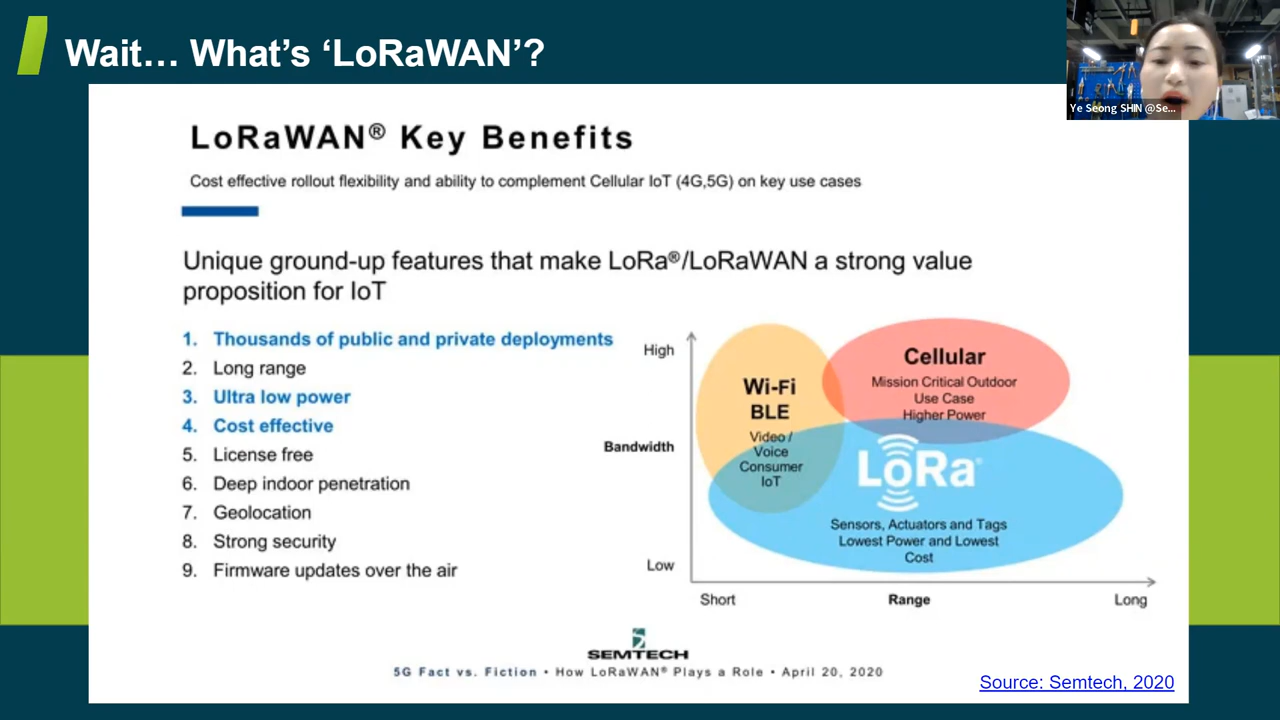 Wait… What's 'LoRaWAN'?
Ye Seong SHIN @Se...
LoRaWAN® Key Benefits
Cost effective rollout flexibility and ability to complement Cellular IoT (4G,5G) on key use cases
Unique ground-up features that make LoRa®/LoRaWAN a strong value
proposition for IoT
1. Thousands of public and private deployments
2. Long range
3. Ultra low power
4. Cost effective
5. License free
6. Deep indoor penetration
7. Geolocation
8. Strong security
9. Firmware updates over the air
High
Bandwidth
Low
Wi-Fi
BLE
Video /
Voice
Consumer
IoT
Cellular
Mission Critical Outdoor
Use Case
Higher Power
LoRa®
Sensors, Actuators and Tags
Lowest Power and Lowest
Cost
Short
Range
Long
SEMTECH
5G Fact vs. Fiction • How LoRaWAN® Plays a Role • April 20, 2020
Source: Semtech, 2020